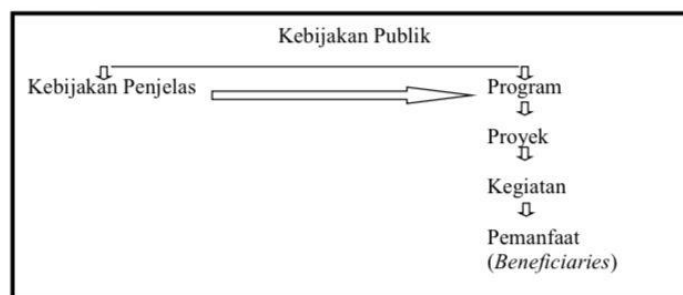 Kebijakan Publik
Kebijakan Penjelas
Program
Proyek
Kegiatan
Pemanfaat
(Beneficiaries)